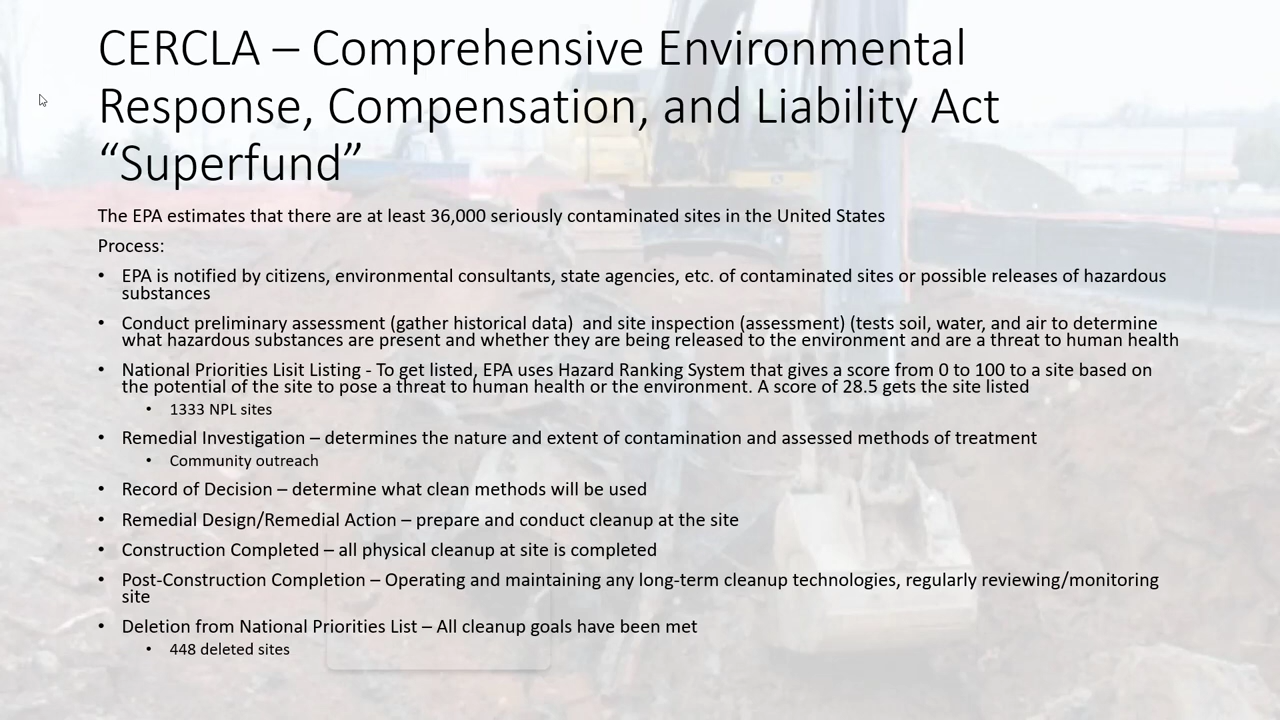 CERCLA – Comprehensive Environmental
Response, Compensation, and Liability Act
“Superfund”
The EPA estimates that there are at least 36,000 seriously contaminated sites in the United States
Process:
• EPA is notified by citizens, environmental consultants, state agencies, etc. of contaminated sites or possible releases of hazardous
substances
• Conduct preliminary assessment (gather historical data)  and site inspection (assessment) (tests soil, water, and air to determine
what hazardous substances are present and whether they are being released to the environment and are a threat to human health
• National Priorities Lisit Listing - To get listed, EPA uses Hazard Ranking System that gives a score from 0 to 100 to a site based on
the potential of the site to pose a threat to human health or the environment. A score of 28.5 gets the site listed
• 1333 NPL sites
• Remedial Investigation – determines the nature and extent of contamination and assessed methods of treatment
• Community outreach
• Record of Decision – determine what clean methods will be used
• Remedial Design/Remedial Action – prepare and conduct cleanup at the site
• Construction Completed – all physical cleanup at site is completed
• Post-Construction Completion – Operating and maintaining any long-term cleanup technologies, regularly reviewing/monitoring
site
• Deletion from National Priorities List – All cleanup goals have been met
• 448 deleted sites